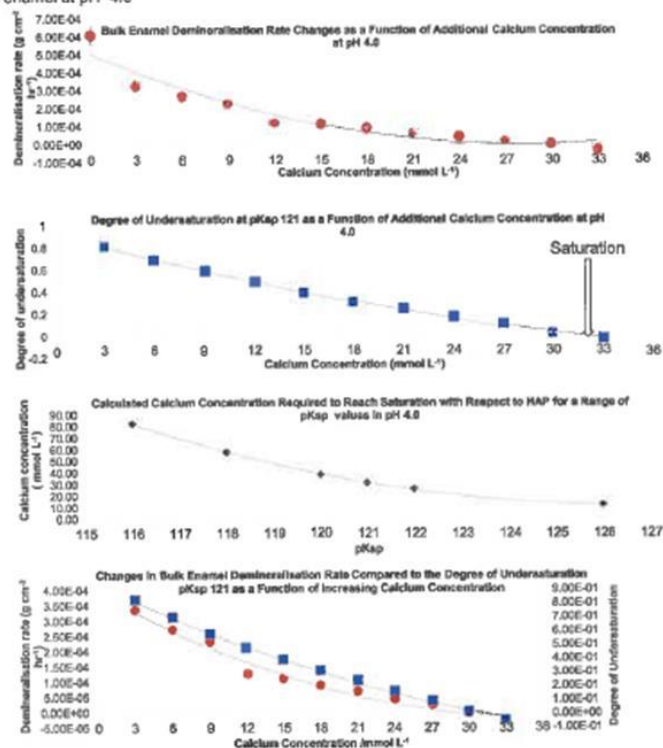 enamel at pH 4.0
Bulk Enamel Demineralisation Rate Changes as a Function of Additional Calcium Concentration
at pH 4.0
Demineralisation rate (g cm⁻²
hr⁻¹)
7.00E-04
6.00E-04
5.00E-04
4.00E-04
3.00E-04
2.00E-04
1.00E-04
0.00E+00
-1.00E-04
0 3 6 9 12 15 18 21 24 27 30 33 36
Calcium Concentration (mmol L⁻¹)
Degree of Undersaturation at pKsp 121 as a Function of Additional Calcium Concentration at pH
4.0
Degree of undersaturation
1
0.8
0.6
0.4
0.2
0
-0.2
Saturation
0 3 6 9 12 15 18 21 24 27 30 33 36
Calcium Concentration (mmol L⁻¹)
Calculated Calcium Concentration Required to Reach Saturation with Respect to HAP for a Range of
pKsp values in pH 4.0
Calcium concentration
(mmol L⁻¹)
90.00
80.00
70.00
60.00
50.00
40.00
30.00
20.00
10.00
0.00
115 116 117 118 119 120 121 122 123 124 125 126 127
pKsp
Changes in Bulk Enamel Demineralisation Rate Compared to the Degree of Undersaturation
pKsp 121 as a Function of Increasing Calcium Concentration
Demineralisation rate (g cm⁻²
hr⁻¹)
4.00E-04
3.50E-04
3.00E-04
2.50E-04
2.00E-04
1.50E-04
1.00E-04
5.00E-05
0.00E+00
-5.00E-05
9.00E-01
8.00E-01
7.00E-01
6.00E-01
5.00E-01
4.00E-01
3.00E-01
2.00E-01
1.00E-01
0.00E+00
-1.00E-01
Degree of Undersaturation
0 3 6 9 12 15 18 21 24 27 30 33 36
Calcium Concentration /mmol L⁻¹